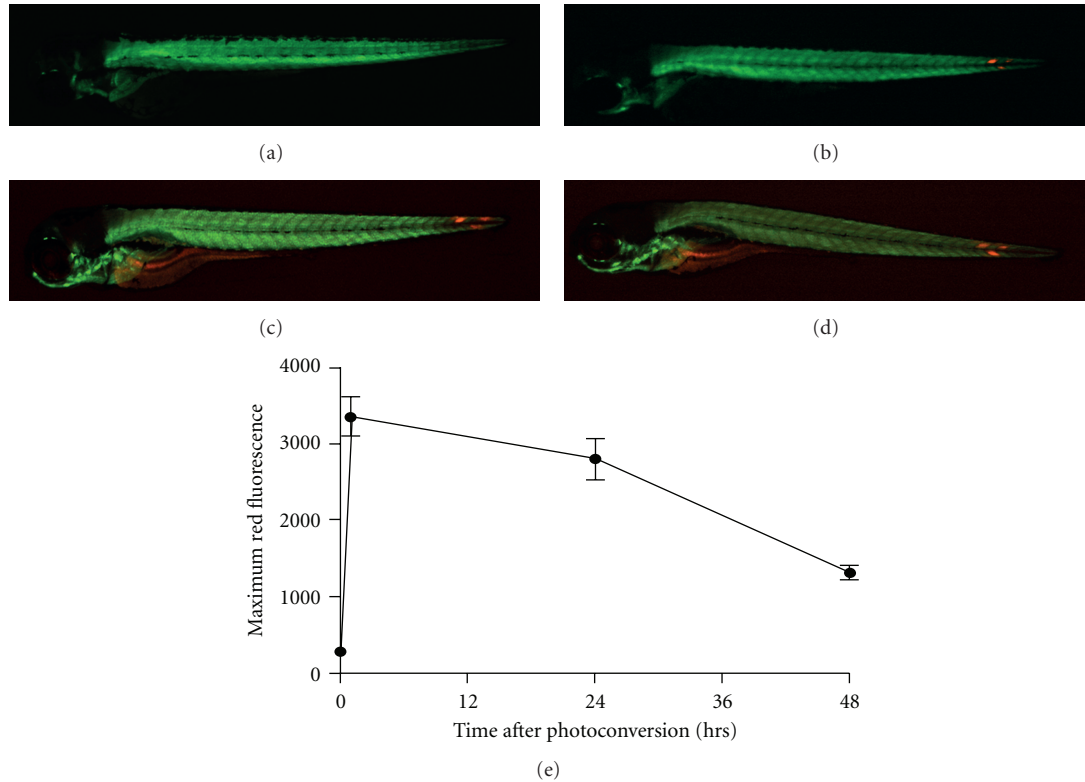 (a)
(b)
(c)
(d)
4000
3000
2000
1000
0
Maximum red fluorescence
0
12
24
36
48
Time after photoconversion (hrs)
(e)